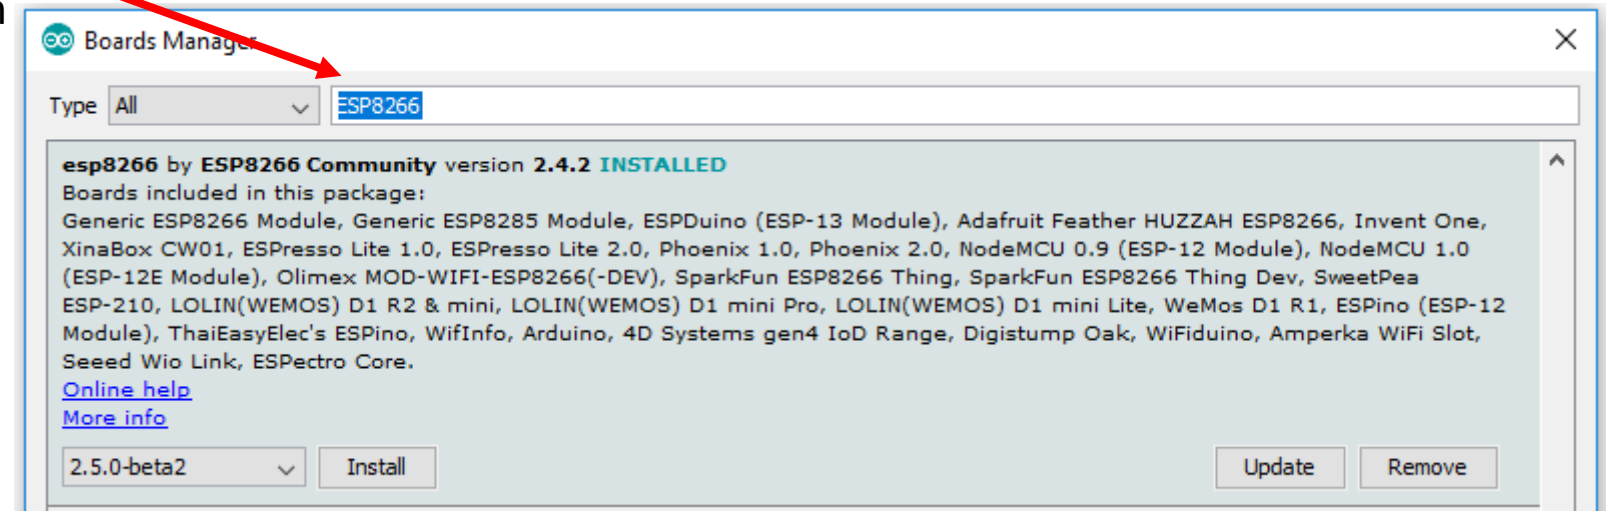 Boards Manager
Type All ESP8266
esp8266 by ESP8266 Community version 2.4.2 INSTALLED
Boards included in this package:
Generic ESP8266 Module, Generic ESP8285 Module, ESPDuino (ESP-13 Module), Adafruit Feather HUZZAH ESP8266, Invent One,
XinaBox CW01, ESPresso Lite 1.0, ESPresso Lite 2.0, Phoenix 1.0, Phoenix 2.0, NodeMCU 0.9 (ESP-12 Module), NodeMCU 1.0
(ESP-12E Module), Olimex MOD-WIFI-ESP8266(-DEV), SparkFun ESP8266 Thing, SparkFun ESP8266 Thing Dev, SweetPea
ESP-210, LOLIN(WEMOS) D1 R2 & mini, LOLIN(WEMOS) D1 mini Pro, LOLIN(WEMOS) D1 mini Lite, WeMos D1 R1, ESPino (ESP-12
Module), ThaiEasyElec's ESPino, WifInfo, Arduino, 4D Systems gen4 IoD Range, Digistump Oak, WiFiduino, Amperka WiFi Slot,
Seeed Wio Link, ESPectro Core.
Online help
More info
2.5.0-beta2 Install Update Remove